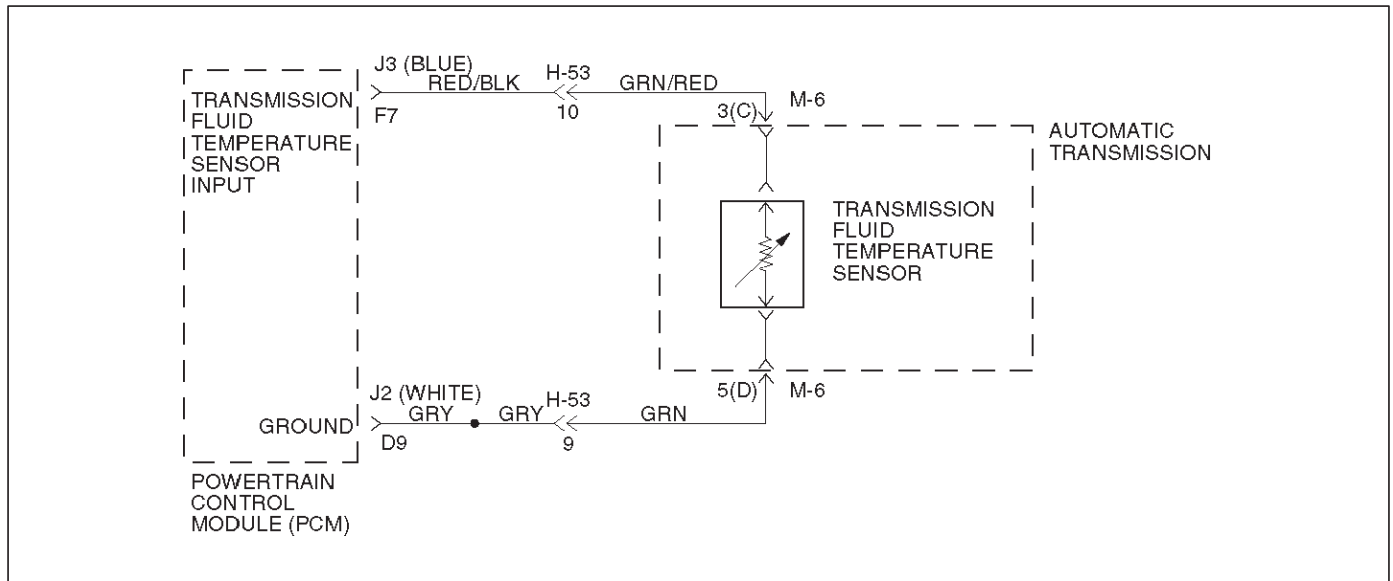 J3 (BLUE)
RED/BLK
H-53
GRN/RED
F7
10
3(C)
M-6
TRANSMISSION
FLUID
TEMPERATURE
SENSOR
INPUT
AUTOMATIC
TRANSMISSION
TRANSMISSION
FLUID
TEMPERATURE
SENSOR
J2 (WHITE)
GRY
GRY
H-53
GRN
5(D)
M-6
GROUND
D9
9
POWERTRAIN
CONTROL
MODULE (PCM)